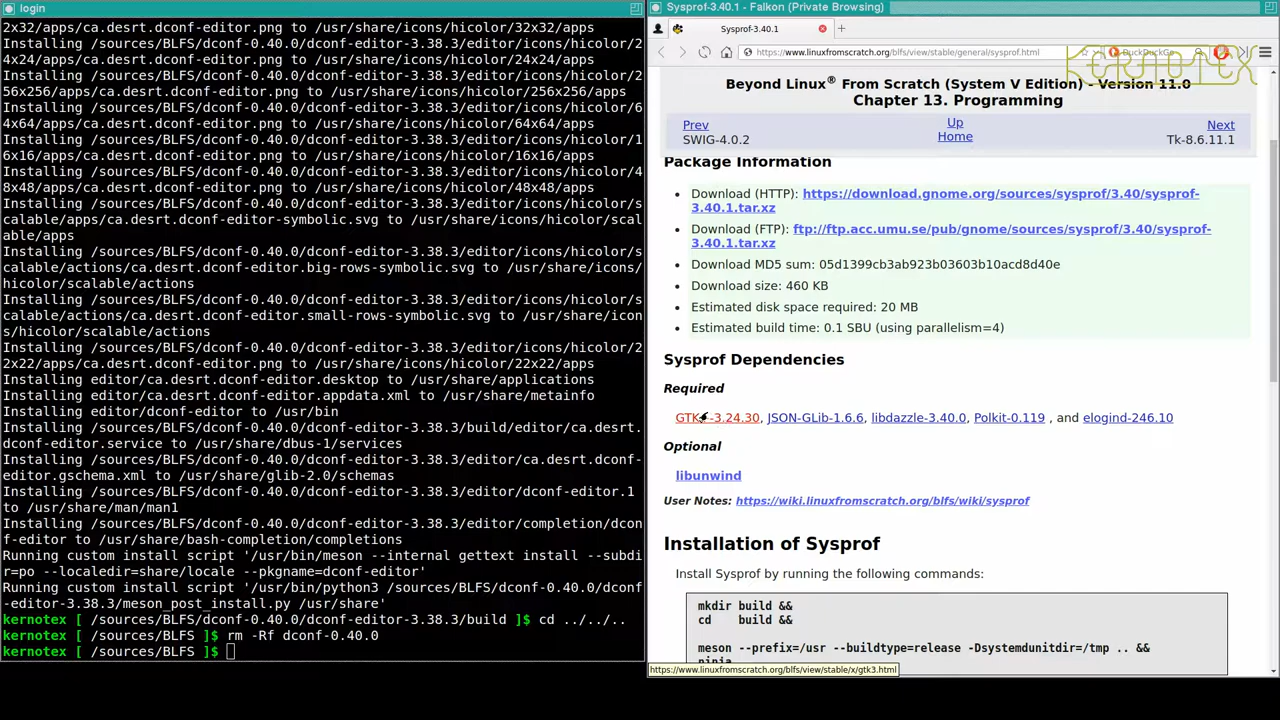 login
2x32/apps/ca.desrt.dconf-editor.png to /usr/share/icons/hicolor/32x32/apps
Installing /sources/BLFS/dconf-0.40.0/dconf-editor-3.38.3/editor/icons/hicolor/2
4x24/apps/ca.desrt.dconf-editor.png to /usr/share/icons/hicolor/24x24/apps
Installing /sources/BLFS/dconf-0.40.0/dconf-editor-3.38.3/editor/icons/hicolor/2
56x256/apps/ca.desrt.dconf-editor.png to /usr/share/icons/hicolor/256x256/apps
Installing /sources/BLFS/dconf-0.40.0/dconf-editor-3.38.3/editor/icons/hicolor/6
4x64/apps/ca.desrt.dconf-editor.png to /usr/share/icons/hicolor/64x64/apps
Installing /sources/BLFS/dconf-0.40.0/dconf-editor-3.38.3/editor/icons/hicolor/1
6x16/apps/ca.desrt.dconf-editor.png to /usr/share/icons/hicolor/16x16/apps
Installing /sources/BLFS/dconf-0.40.0/dconf-editor-3.38.3/editor/icons/hicolor/4
8x48/apps/ca.desrt.dconf-editor.png to /usr/share/icons/hicolor/48x48/apps
Installing /sources/BLFS/dconf-0.40.0/dconf-editor-3.38.3/editor/icons/hicolor/s
calable/apps/ca.desrt.dconf-editor-symbolic.svg to /usr/share/icons/hicolor/scal
able/apps
Installing /sources/BLFS/dconf-0.40.0/dconf-editor-3.38.3/editor/icons/hicolor/s
calable/actions/ca.desrt.dconf-editor.big-rows-symbolic.svg to /usr/share/icons/
hicolor/scalable/actions
Installing /sources/BLFS/dconf-0.40.0/dconf-editor-3.38.3/editor/icons/hicolor/s
calable/actions/ca.desrt.dconf-editor.small-rows-symbolic.svg to /usr/share/icon
s/hicolor/scalable/actions
Installing /sources/BLFS/dconf-0.40.0/dconf-editor-3.38.3/editor/icons/hicolor/2
2x22/apps/ca.desrt.dconf-editor.png to /usr/share/icons/hicolor/22x22/apps
Installing editor/ca.desrt.dconf-editor.desktop to /usr/share/applications
Installing editor/ca.desrt.dconf-editor.appdata.xml to /usr/share/metainfo
Installing editor/dconf-editor to /usr/bin
Installing /sources/BLFS/dconf-0.40.0/dconf-editor-3.38.3/build/editor/ca.desrt.
dconf-editor.service to /usr/share/dbus-1/services
Installing /sources/BLFS/dconf-0.40.0/dconf-editor-3.38.3/editor/ca.desrt.dconf-
editor.gschema.xml to /usr/share/glib-2.0/schemas
Installing /sources/BLFS/dconf-0.40.0/dconf-editor-3.38.3/editor/dconf-editor.1
to /usr/share/man/man1
Installing /sources/BLFS/dconf-0.40.0/dconf-editor-3.38.3/editor/completion/dcon
f-editor to /usr/share/bash-completion/completions
Running custom install script '/usr/bin/meson --internal gettext install --subdi
r=po --localedir=share/locale --pkgname=dconf-editor'
Running custom install script '/usr/bin/python3 /sources/BLFS/dconf-0.40.0/dconf
-editor-3.38.3/meson_post_install.py /usr/share'
kernotex [ /sources/BLFS/dconf-0.40.0/dconf-editor-3.38.3/build ]$ cd ../../..
kernotex [ /sources/BLFS ]$ rm -Rf dconf-0.40.0
kernotex [ /sources/BLFS ]$
Sysprof-3.40.1 - Falkon (Private Browsing)
Sysprof-3.40.1
https://www.linuxfromscratch.org/blfs/view/stable/general/sysprof.html
DuckDuckGo
KERNOTEX
Beyond Linux® From Scratch (System V Edition) - Version 11.0
Chapter 13. Programming
Prev
Up
Next
SWIG-4.0.2
Home
Tk-8.6.11.1
Package Information
Download (HTTP): https://download.gnome.org/sources/sysprof/3.40/sysprof-
3.40.1.tar.xz
Download (FTP): ftp://ftp.acc.umu.se/pub/gnome/sources/sysprof/3.40/sysprof-
3.40.1.tar.xz
Download MD5 sum: 05d1399cb3ab923b03603b10acd8d40e
Download size: 460 KB
Estimated disk space required: 20 MB
Estimated build time: 0.1 SBU (using parallelism=4)
Sysprof Dependencies
Required
GTK+-3.24.30, JSON-GLib-1.6.6, libdazzle-3.40.0, Polkit-0.119 , and elogind-246.10
Optional
libunwind
User Notes: https://wiki.linuxfromscratch.org/blfs/wiki/sysprof
Installation of Sysprof
Install Sysprof by running the following commands:
mkdir build &&
cd    build &&
meson --prefix=/usr --buildtype=release -Dsystemdunitdir=/tmp .. &&
ninja
https://www.linuxfromscratch.org/blfs/view/stable/x/gtk3.html